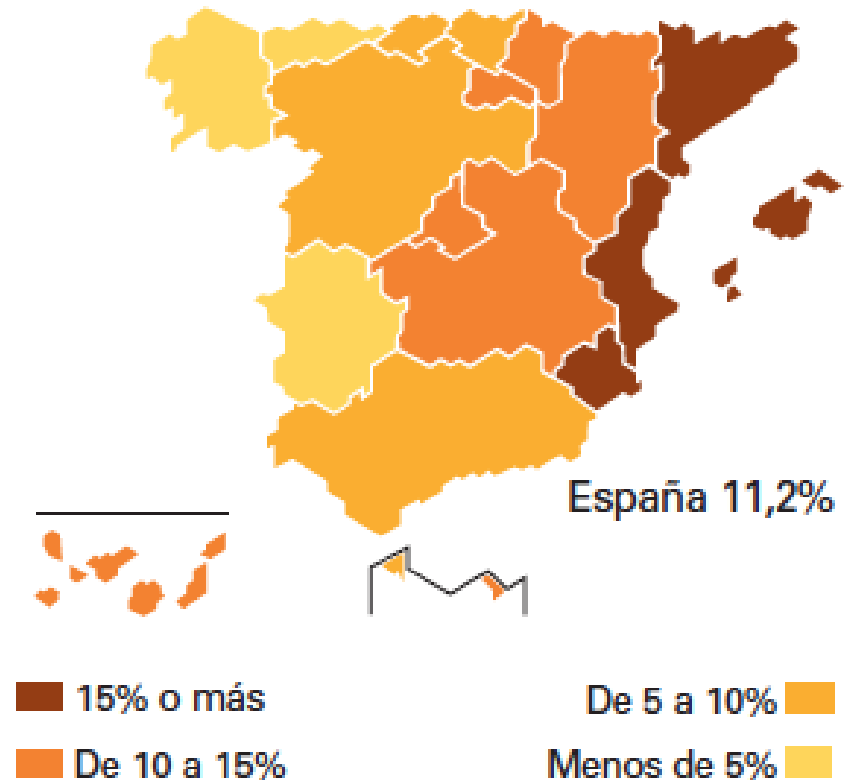 España 11,2%
15% o más
De 5 a 10%
De 10 a 15%
Menos de 5%